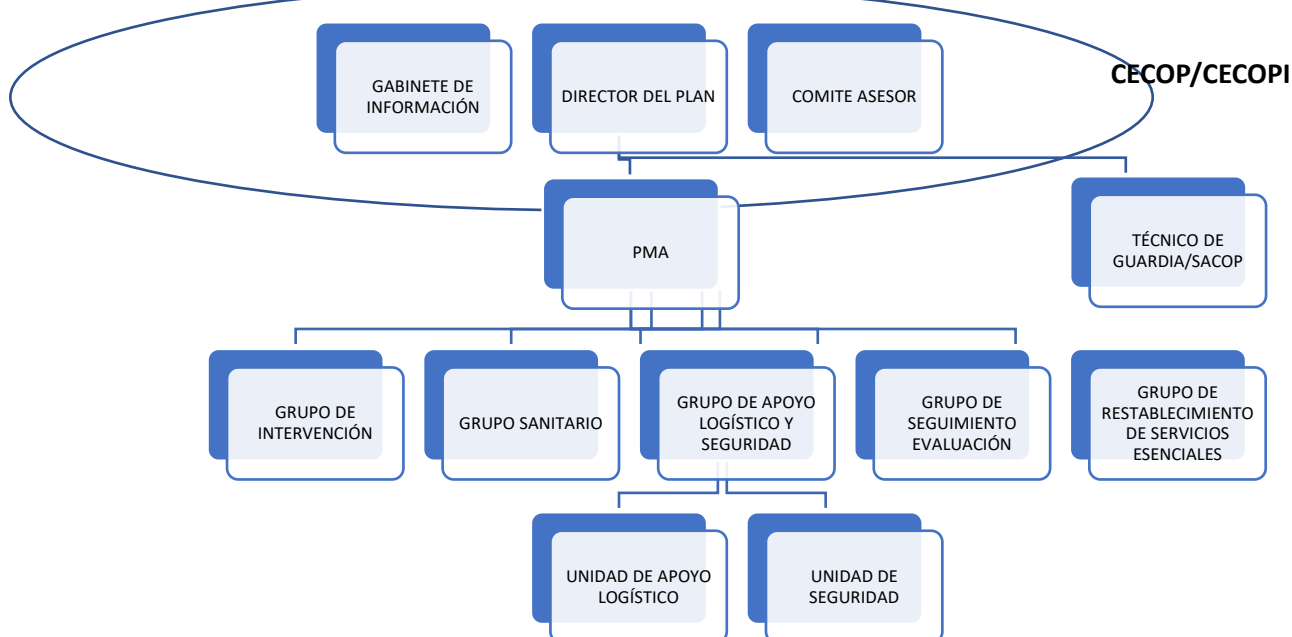 CECOP/CECOPI
GABINETE DE
INFORMACIÓN
DIRECTOR DEL PLAN
COMITE ASESOR
PMA
TÉCNICO DE
GUARDIA/SACOP
GRUPO DE
INTERVENCIÓN
GRUPO SANITARIO
GRUPO DE APOYO
LOGÍSTICO Y
SEGURIDAD
GRUPO DE
SEGUIMIENTO
EVALUACIÓN
GRUPO DE
RESTABLECIMIENTO
DE SERVICIOS
ESENCIALES
UNIDAD DE APOYO
LOGÍSTICO
UNIDAD DE
SEGURIDAD